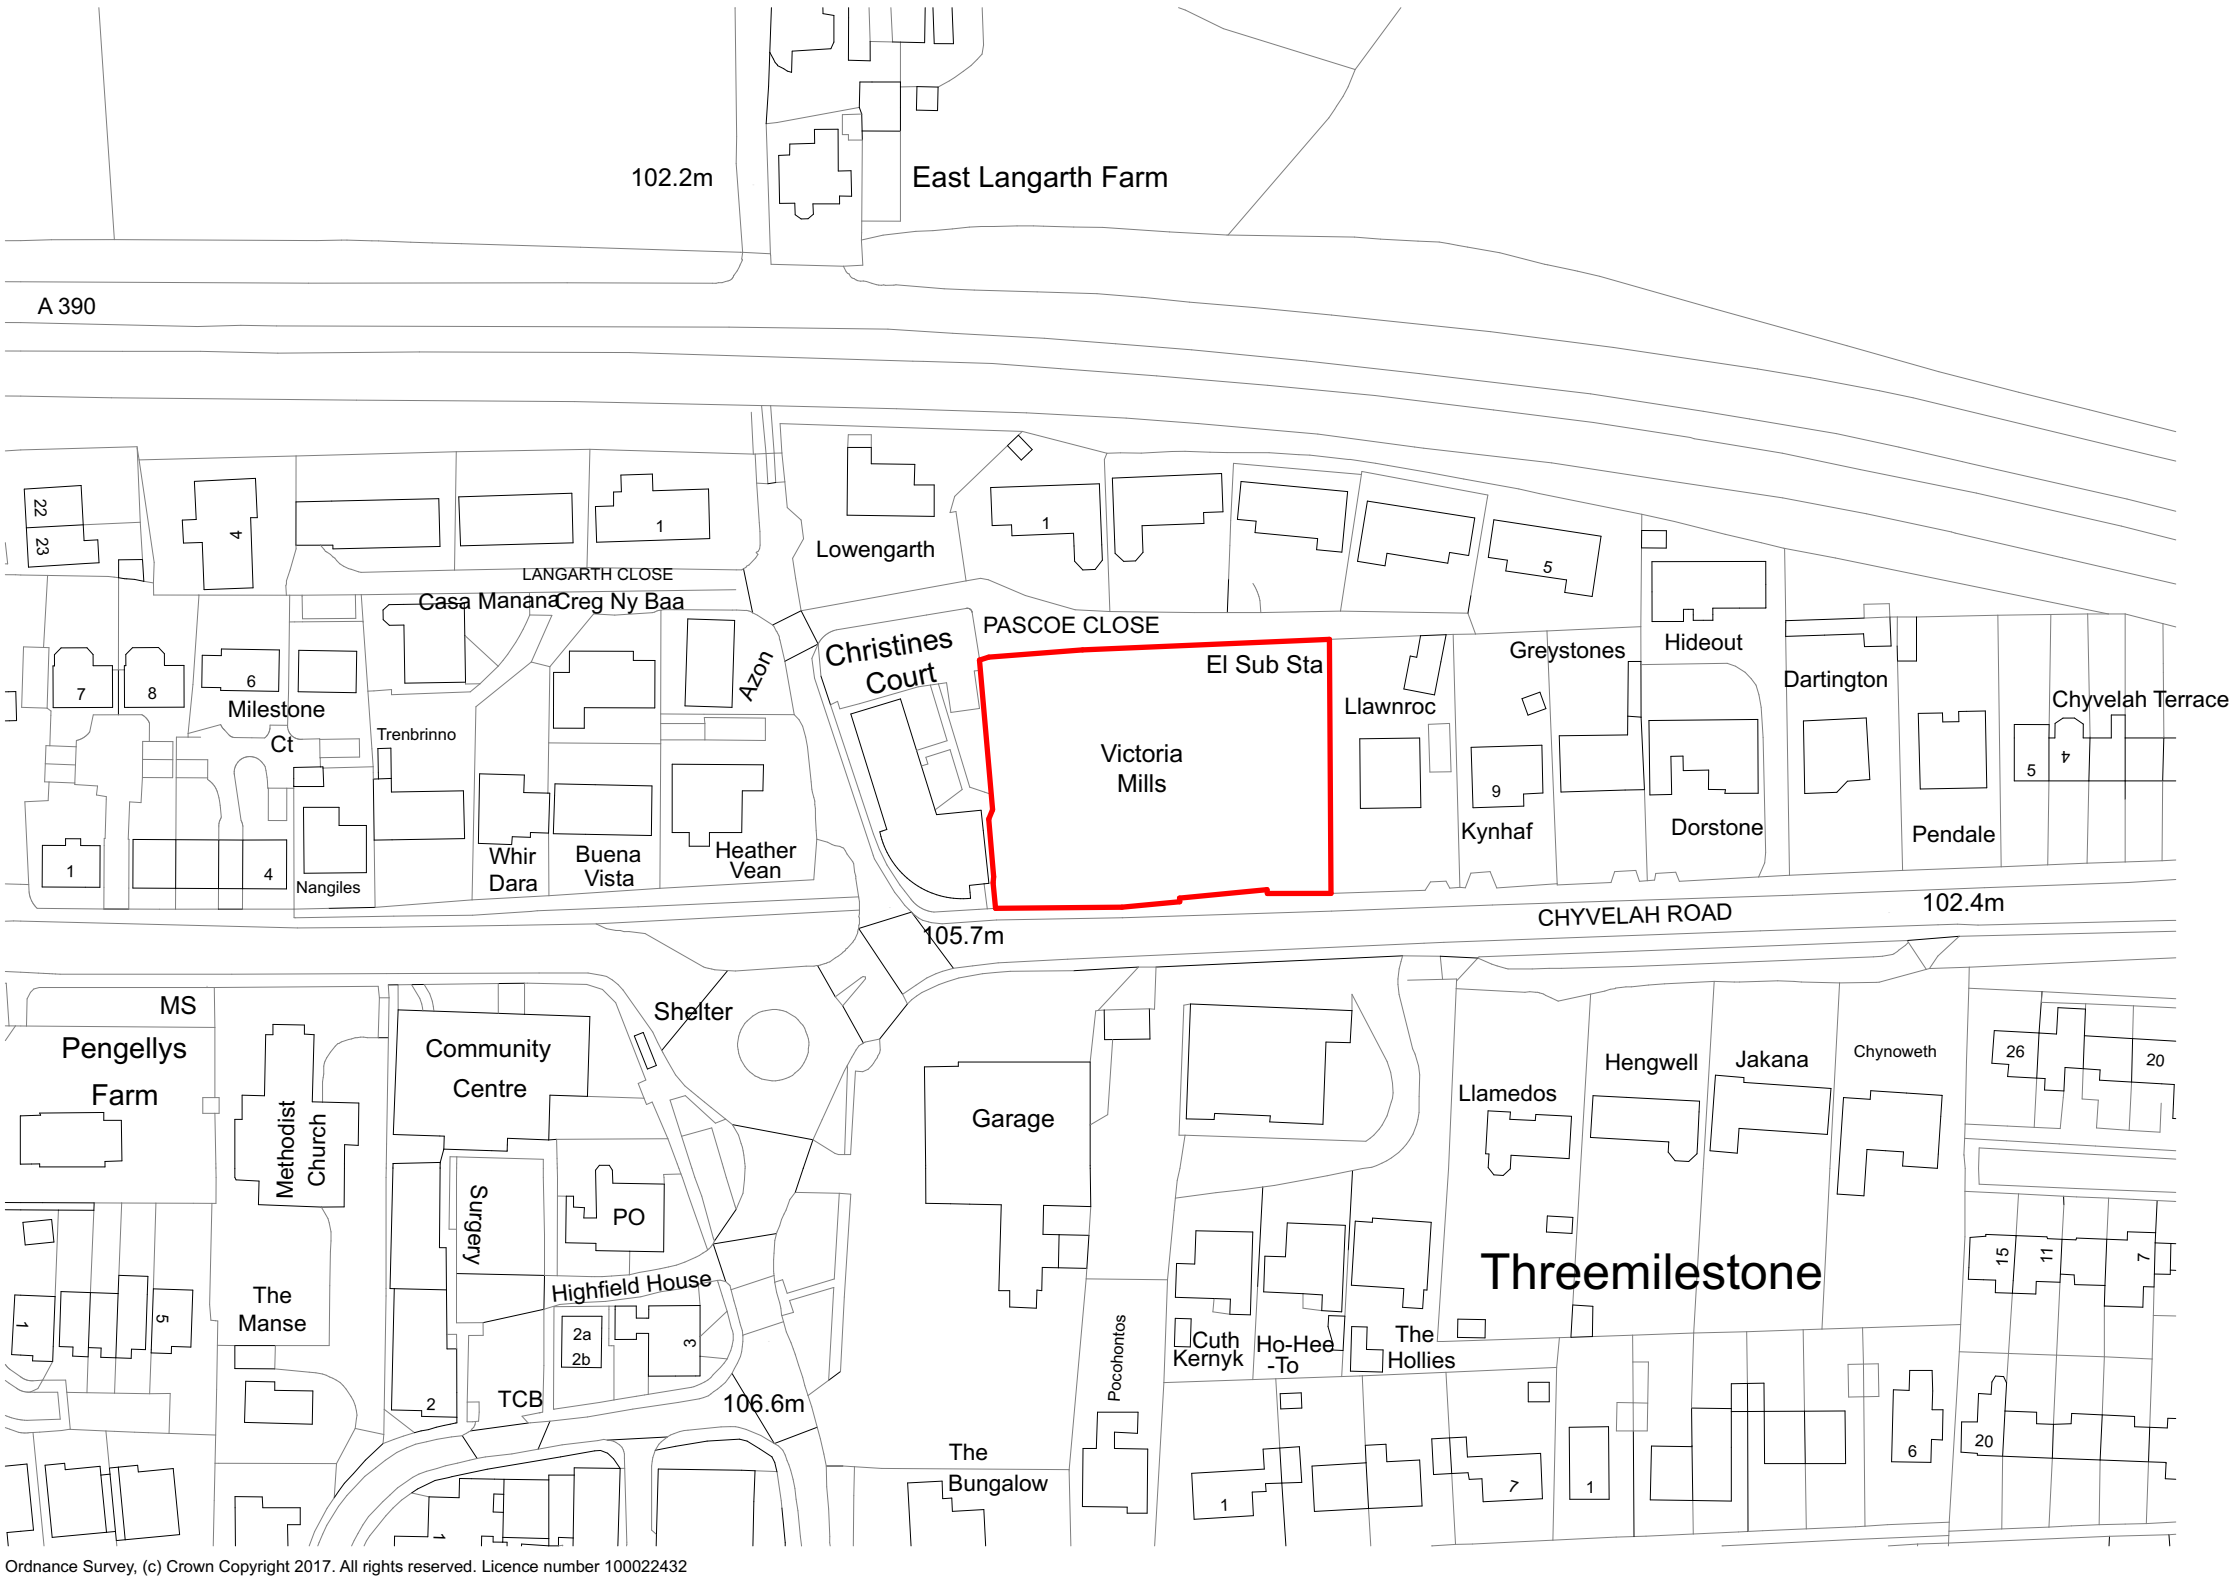 102.2m
East Langarth Farm
A 390
22
23
4
1
Lowengarth
1
5
LANGARTH CLOSE
Casa Manana
Creg Ny Baa
PASCOE CLOSE
Christines
Court
Azon
El Sub Sta
Greystones
Hideout
Dartington
Llawnroc
Chyvelah Terrace
7
8
6
Milestone
Ct
Trenbrinno
Victoria
Mills
5
4
9
Kynhaf
Dorstone
Pendale
1
4
Nangiles
Whir
Dara
Buena
Vista
Heather
Vean
CHYVELAH ROAD
102.4m
105.7m
MS
Shelter
Pengellys
Farm
Methodist
Church
Community
Centre
Garage
Llamedos
Hengwell
Jakana
Chynoweth
26
20
Surgery
PO
Threemilestone
15
11
7
The
Manse
Highfield House
1
5
2a
2b
3
Pocohontos
Cuth
Kernyk
Ho-Hee
-To
The
Hollies
2
TCB
106.6m
The
Bungalow
1
1
7
1
6
20
Ordnance Survey, (c) Crown Copyright 2017. All rights reserved. Licence number 100022432